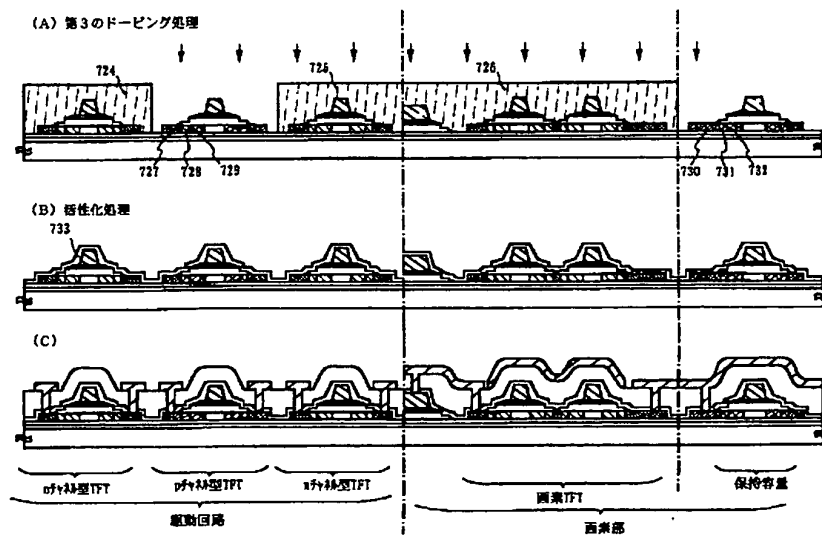 (A) 第3のドーピング処理
724
725
726
727
728
729
730
731
732
(B) 活性化処理
733
(C)
nチャネル型TFT
pチャネル型TFT
nチャネル型TFT
画素TFT
保持容量
駆動回路
画素部